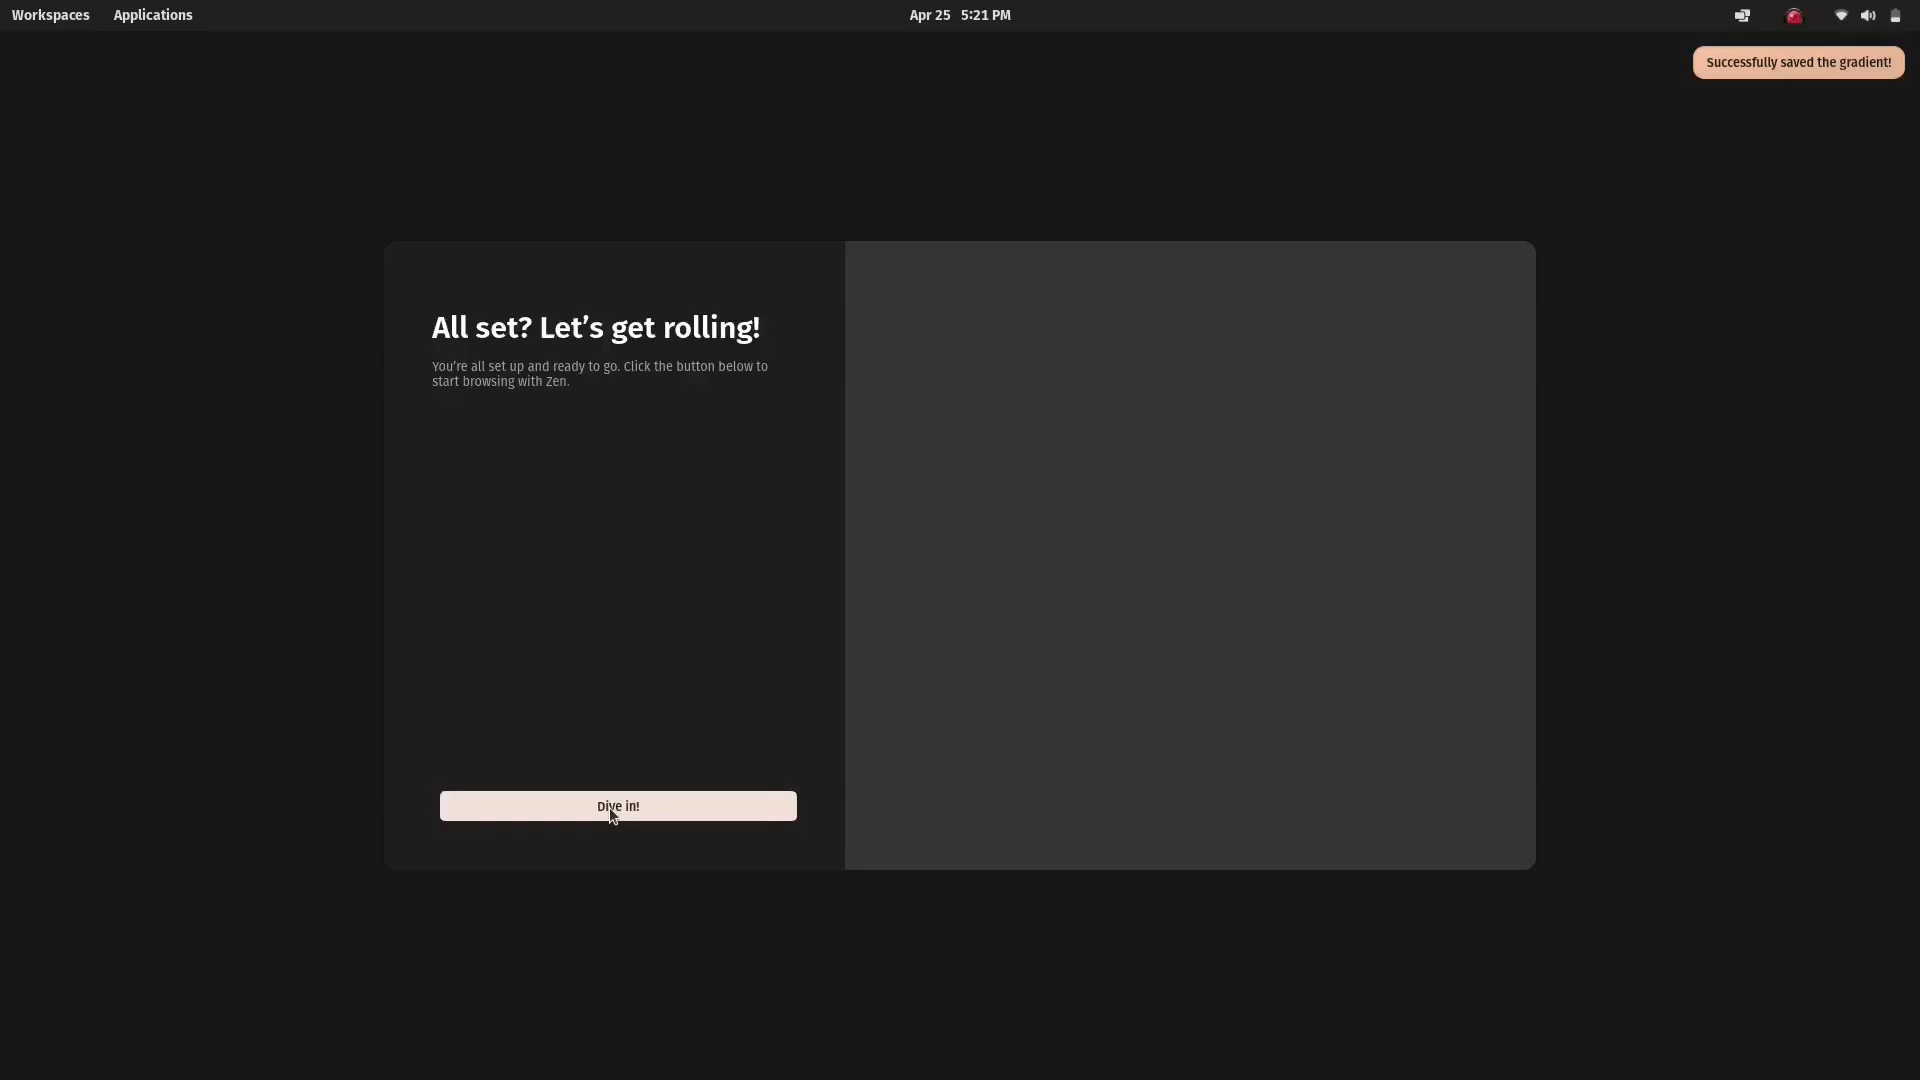 Workspaces Applications Apr 25 5:21 PM
Successfully saved the gradient!
All set? Let’s get rolling!
You’re all set up and ready to go. Click the button below to
start browsing with Zen.
Dive in!